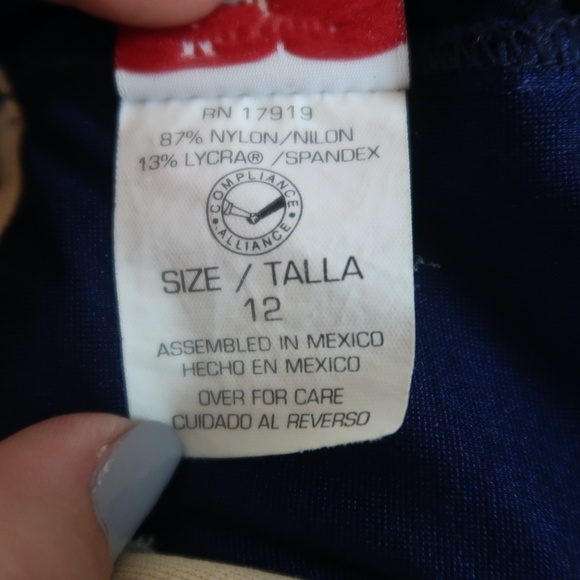 RN 17919
87% NYLON/NILON
13% LYCRA® /SPANDEX
COMPLIANCE
• ALLIANCE •
SIZE / TALLA
12
ASSEMBLED IN MEXICO
HECHO EN MEXICO
OVER FOR CARE
CUIDADO AL REVERSO